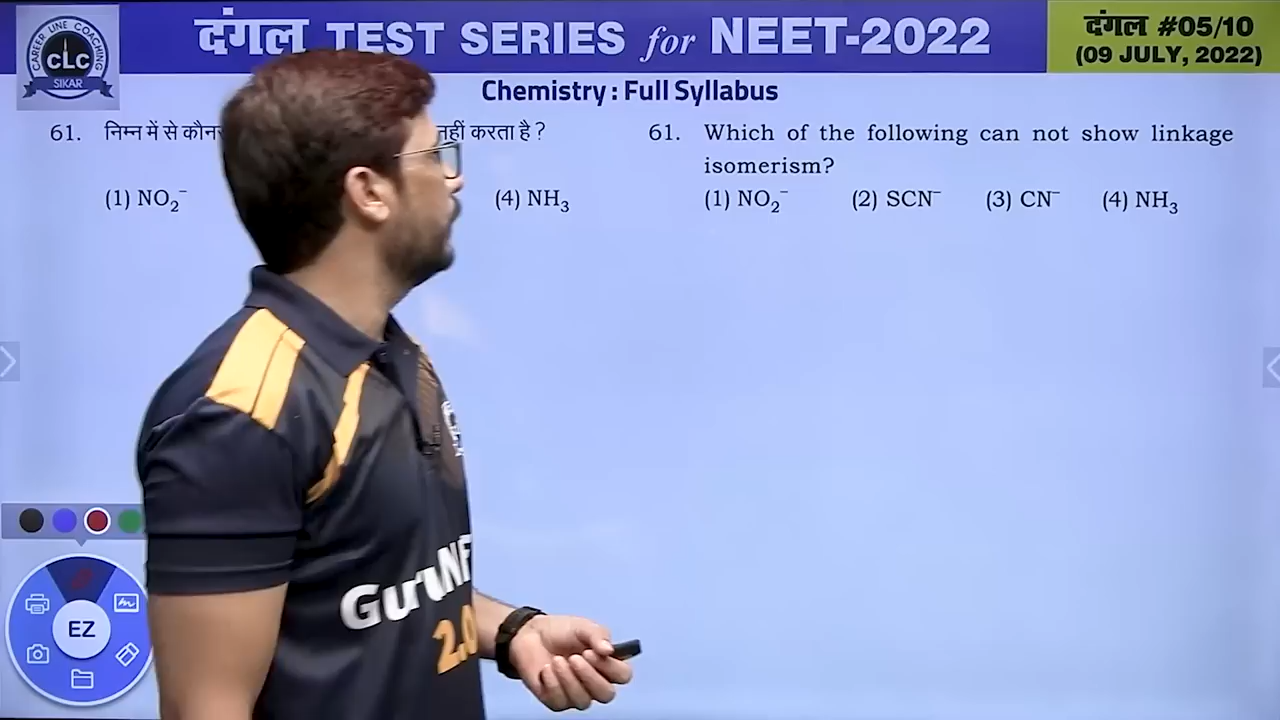 दंगल TEST SERIES for NEET-2022
दंगल #05/10
(09 JULY, 2022)
CAREER LINE COACHING
CLC
SIKAR
Chemistry : Full Syllabus
61. निम्न में से नहीं करता है ?
(1) NO₂⁻ (4) NH₃
61. Which of the following can not show linkage
isomerism?
(1) NO₂⁻ (2) SCN⁻ (3) CN⁻ (4) NH₃
EZ
2.0